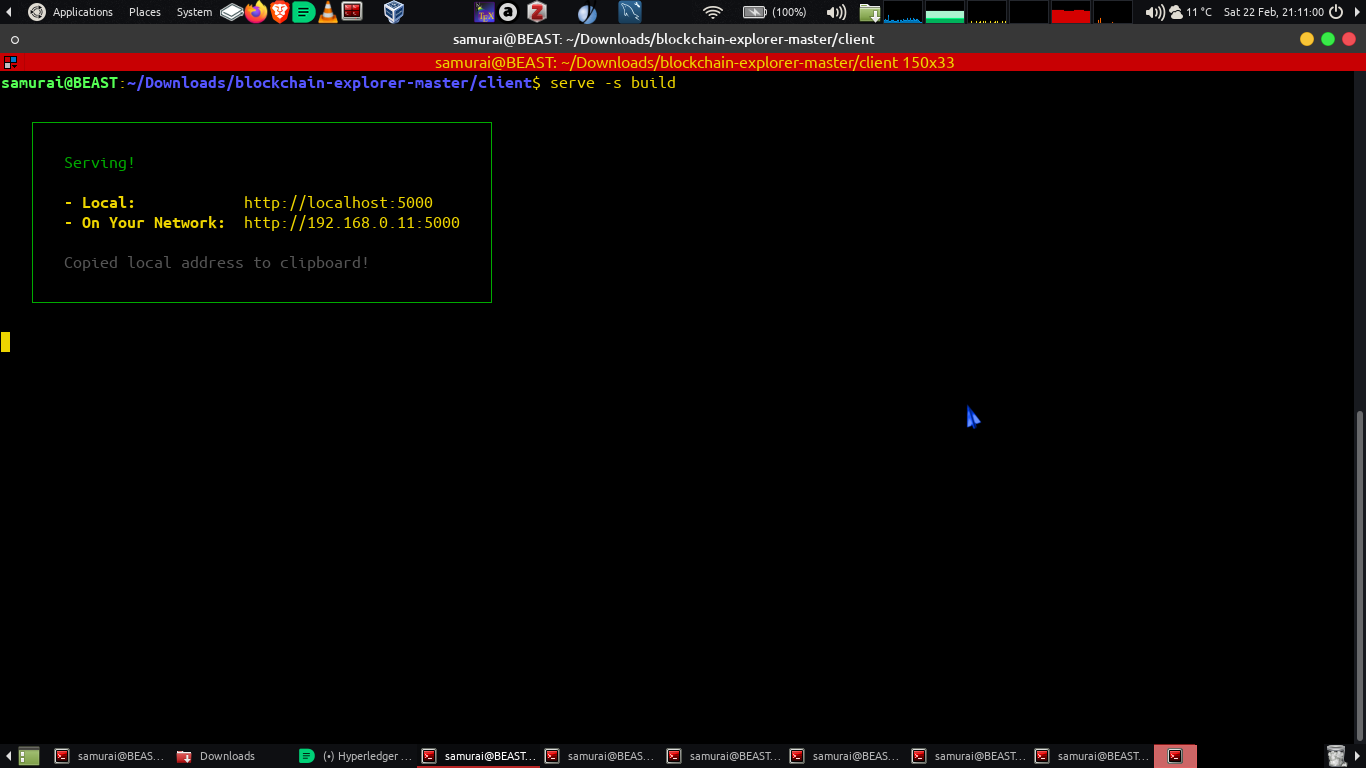 Applications Places System (100%) 11 °C Sat 22 Feb, 21:11:00
samurai@BEAST: ~/Downloads/blockchain-explorer-master/client
samurai@BEAST: ~/Downloads/blockchain-explorer-master/client 150x33
samurai@BEAST:~/Downloads/blockchain-explorer-master/client$ serve -s build
Serving!
- Local: http://localhost:5000
- On Your Network: http://192.168.0.11:5000
Copied local address to clipboard!
samurai@BEAS... Downloads (•) Hyperledger ... samurai@BEAST... samurai@BEAS... samurai@BEAST... samurai@BEAS... samurai@BEAST... samurai@BEAST...